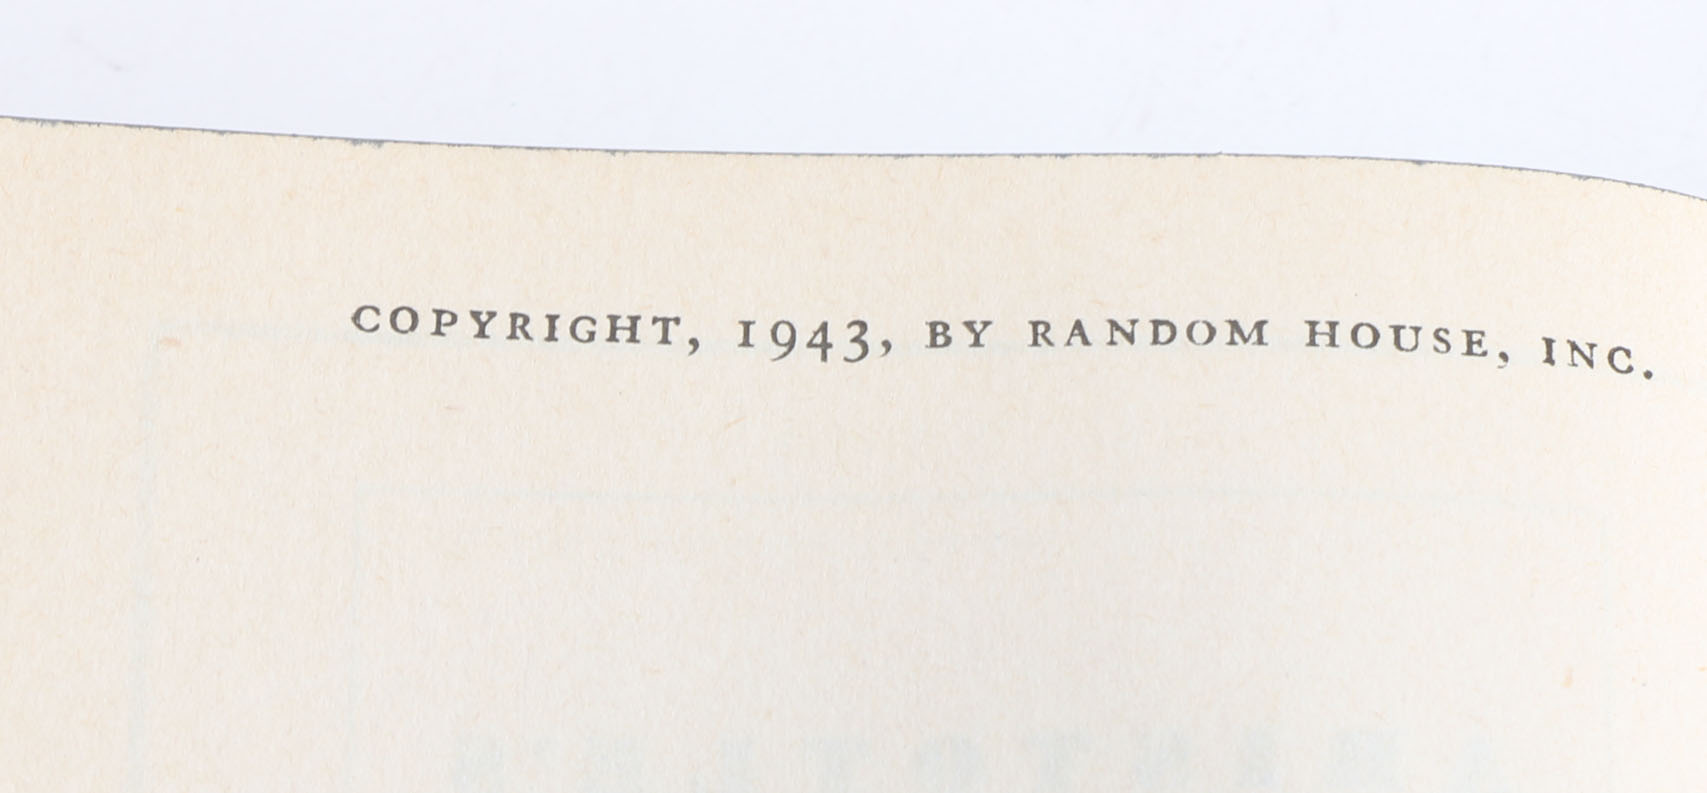 COPYRIGHT, 1943, BY RANDOM HOUSE, INC.